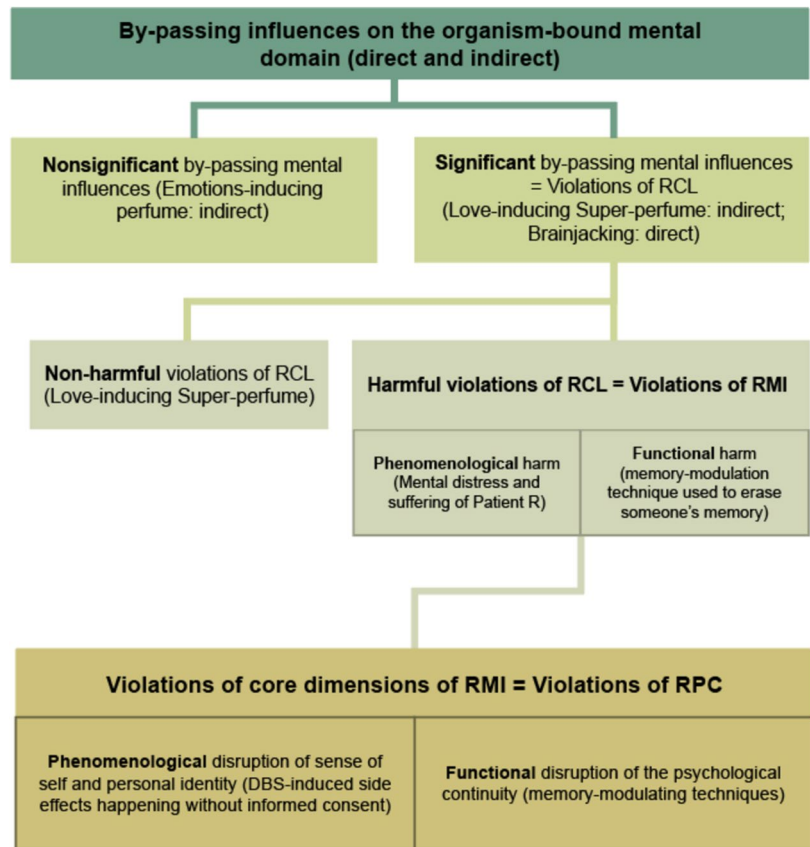 By-passing influences on the organism-bound mental
domain (direct and indirect)
Nonsignificant by-passing mental
influences (Emotions-inducing
perfume: indirect)
Significant by-passing mental influences
= Violations of RCL
(Love-inducing Super-perfume: indirect;
Brainjacking: direct)
Non-harmful violations of RCL
(Love-inducing Super-perfume)
Harmful violations of RCL = Violations of RMI
Phenomenological harm
(Mental distress and
suffering of Patient R)
Functional harm
(memory-modulation
technique used to erase
someone's memory)
Violations of core dimensions of RMI = Violations of RPC
Phenomenological disruption of sense of
self and personal identity (DBS-induced side
effects happening without informed consent)
Functional disruption of the psychological
continuity (memory-modulating techniques)